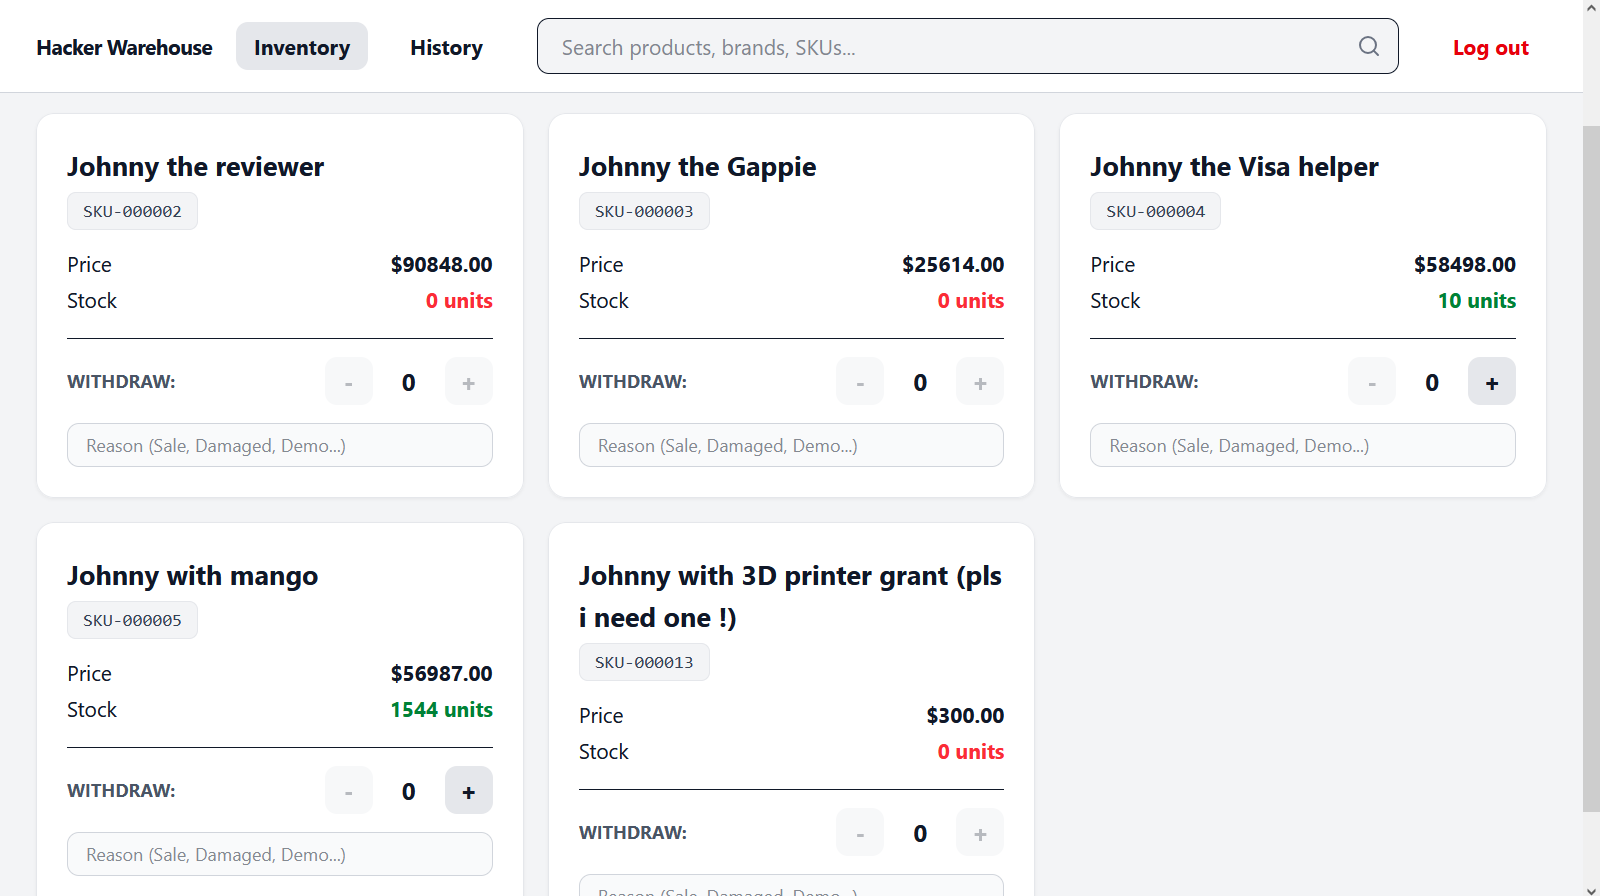 Hacker Warehouse
Inventory
History
Search products, brands, SKUs...
Log out
Johnny the reviewer
SKU-000002
Price
$90848.00
Stock
0 units
WITHDRAW:
-
0
+
Reason (Sale, Damaged, Demo...)
Johnny the Gappie
SKU-000003
Price
$25614.00
Stock
0 units
WITHDRAW:
-
0
+
Reason (Sale, Damaged, Demo...)
Johnny the Visa helper
SKU-000004
Price
$58498.00
Stock
10 units
WITHDRAW:
-
0
+
Reason (Sale, Damaged, Demo...)
Johnny with mango
SKU-000005
Price
$56987.00
Stock
1544 units
WITHDRAW:
-
0
+
Reason (Sale, Damaged, Demo...)
Johnny with 3D printer grant (pls
i need one !)
SKU-000013
Price
$300.00
Stock
0 units
WITHDRAW:
-
0
+
Reason (Sale, Damaged, Demo...)